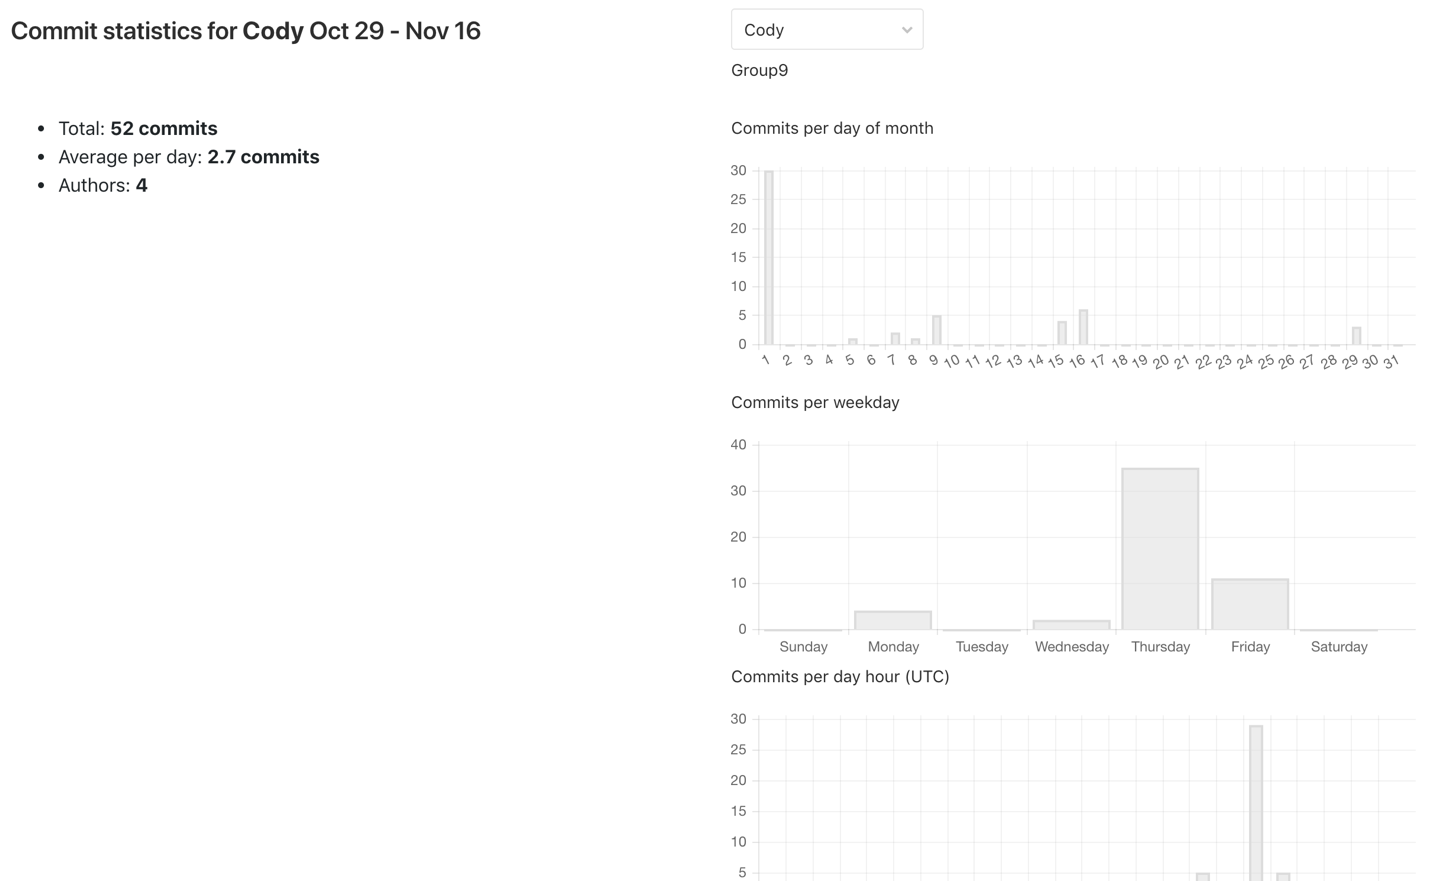 Commit statistics for Cody Oct 29 - Nov 16
Total: 52 commits
Average per day: 2.7 commits
Authors: 4
Cody
Group9
Commits per day of month
30
25
20
15
10
5
0
1 2 3 4 5 6 7 8 9 10 11 12 13 14 15 16 17 18 19 20 21 22 23 24 25 26 27 28 29 30 31
Commits per weekday
40
30
20
10
0
Sunday Monday Tuesday Wednesday Thursday Friday Saturday
Commits per day hour (UTC)
30
25
20
15
10
5